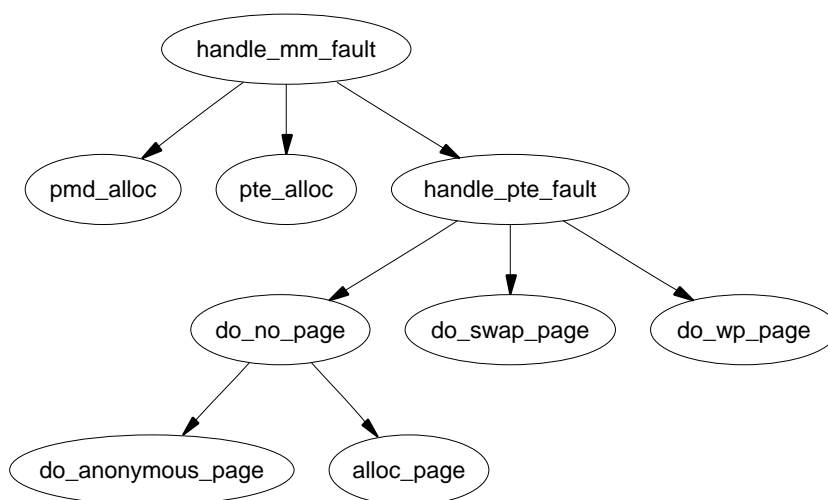 handle_mm_fault
pmd_alloc
pte_alloc
handle_pte_fault
do_no_page
do_swap_page
do_wp_page
do_anonymous_page
alloc_page